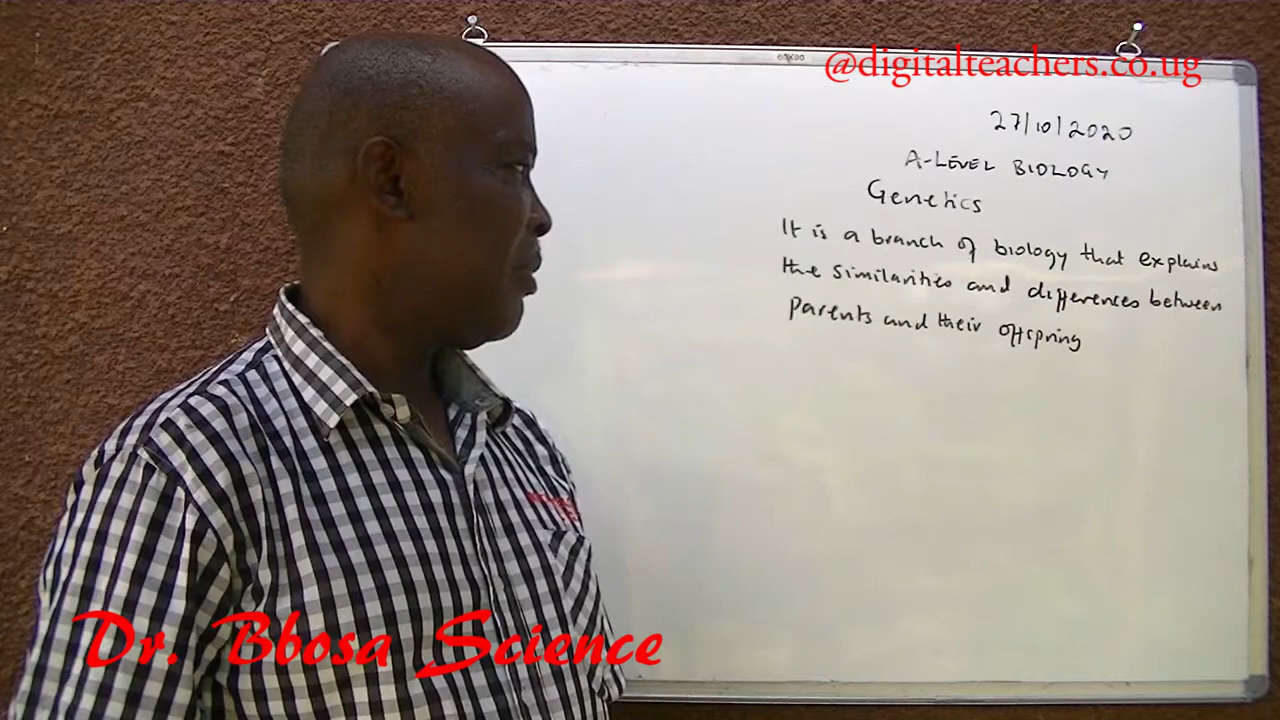 60X90
@digitalteachers.co.ug
27/10/2020
A-LEVEL BIOLOGY
Genetics
It is a branch of biology that explains
the similarities and differences between
parents and their offspring
Dr. Bbosa Science